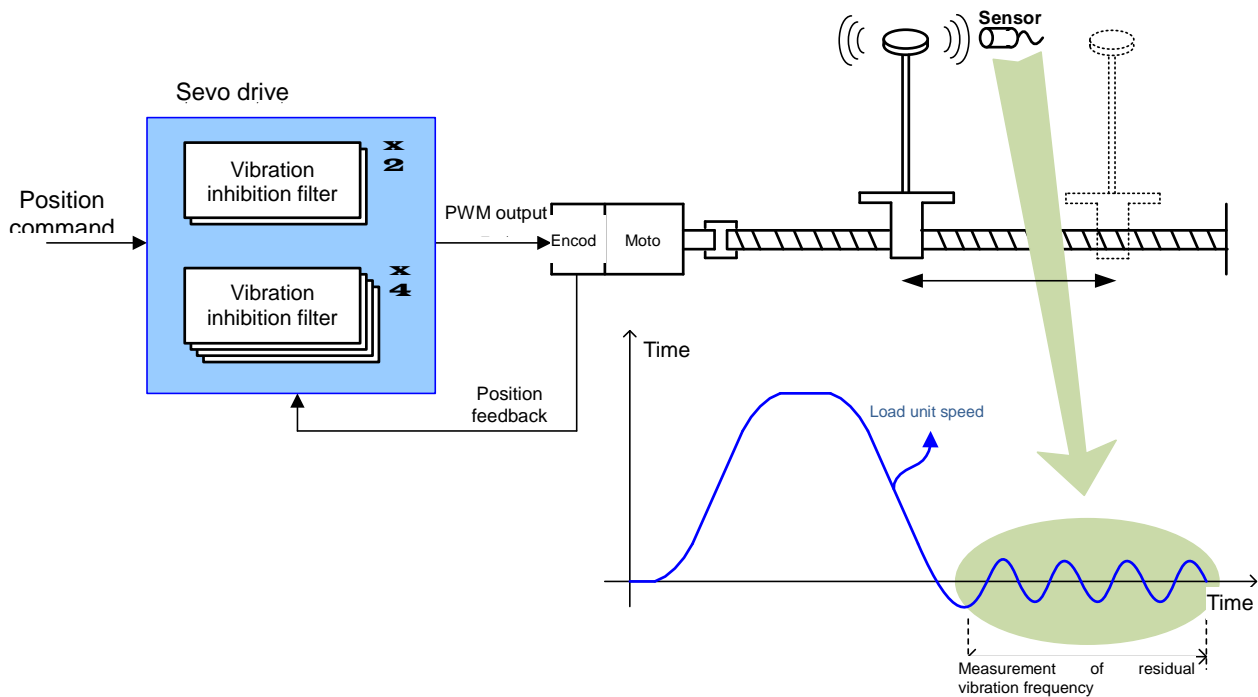 Sensor
Sevo drive
x
2
Vibration
inhibition filter
Position
command
PWM output
Encod
Moto
x
4
Vibration
inhibition filter
Time
Position
feedback
Load unit speed
Time
Measurement of residual
vibration frequency